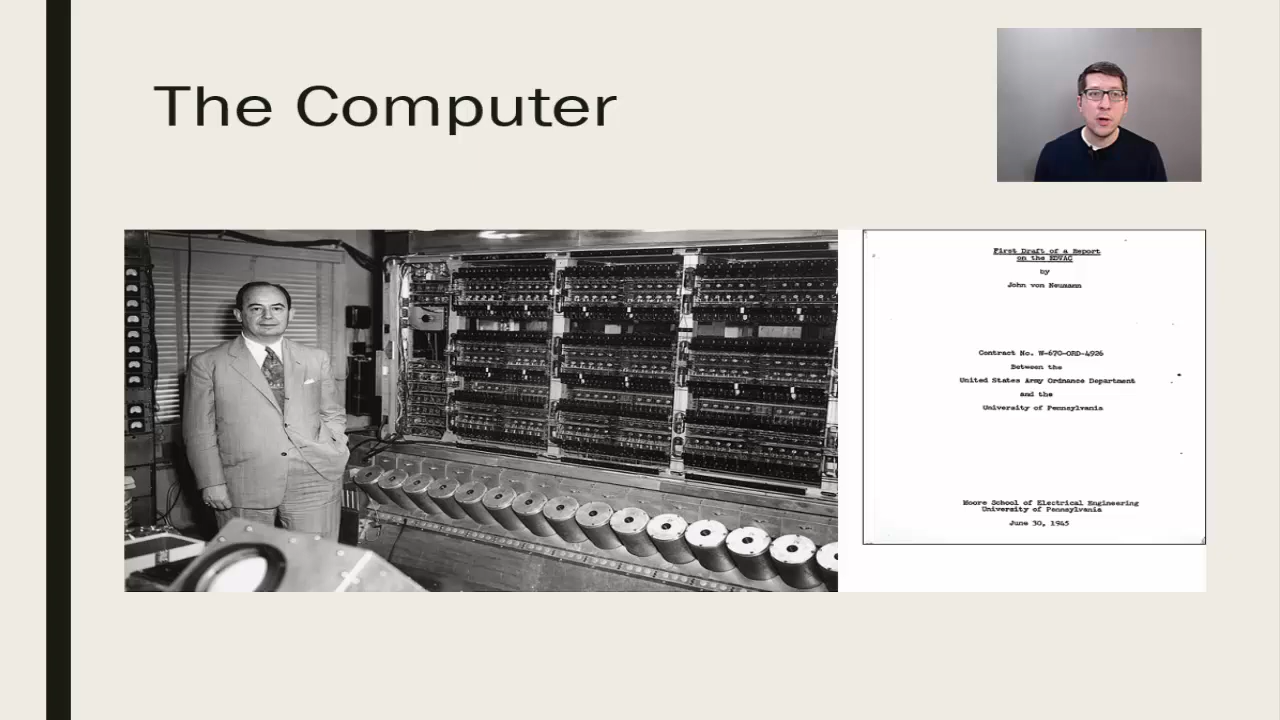 The Computer
First Draft of a Report
on the EDVAC
by
John von Neumann
Contract No. W-670-ORD-4926
Between the
United States Army Ordnance Department
and the
University of Pennsylvania
Moore School of Electrical Engineering
University of Pennsylvania
June 30, 1945